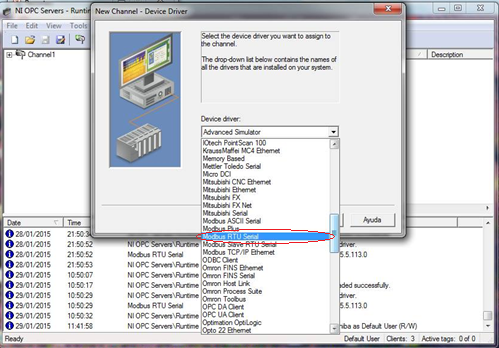 NI OPC Servers - Runtime
New Channel - Device Driver
File Edit View Tools
Channel1
Description
Select the device driver you want to assign to
the channel.
The drop-down list below contains the names of
all the drivers that are installed on your system.
Device driver:
Advanced Simulator
IOtech PointScan 100
KraussMaffei MC4 Ethernet
Memory Based
Mettler Toledo Serial
Micro DCI
Mitsubishi CNC Ethernet
Mitsubishi Ethernet
Mitsubishi FX
Mitsubishi FX Net
Mitsubishi Serial
Modbus ASCII Serial
Modbus Plus
Modbus RTU Serial
Modbus Slave RTU Serial
Modbus TCP/IP Ethernet
ODBC Client
Omron FINS Ethernet
Omron FINS Serial
Omron Host Link
Omron Process Suite
Omron Toolbus
OPC DA Client
OPC UA Client
Optimation OptiLogic
Opto 22 Ethernet
Ayuda
Date Time
28/01/2015 21:50:3
28/01/2015 21:50:52 NI OPC Servers\Runtime driver.
28/01/2015 21:50:52 Modbus RTU Serial 5.5.113.0
28/01/2015 21:50:53 NI OPC Servers\Runtime
29/01/2015 10:50:07 NI OPC Servers\Runtime
29/01/2015 10:50:17 NI OPC Servers\Runtime oaded successfully.
29/01/2015 10:50:29 NI OPC Servers\Runtime driver.
29/01/2015 10:50:29 Modbus RTU Serial 5.5.113.0
29/01/2015 10:50:32 NI OPC Servers\Runtime
29/01/2015 11:41:58 NI OPC Servers\Runtime as Default User (R/W)
Ready Default User Clients: 3 Active tags: 0 of 0